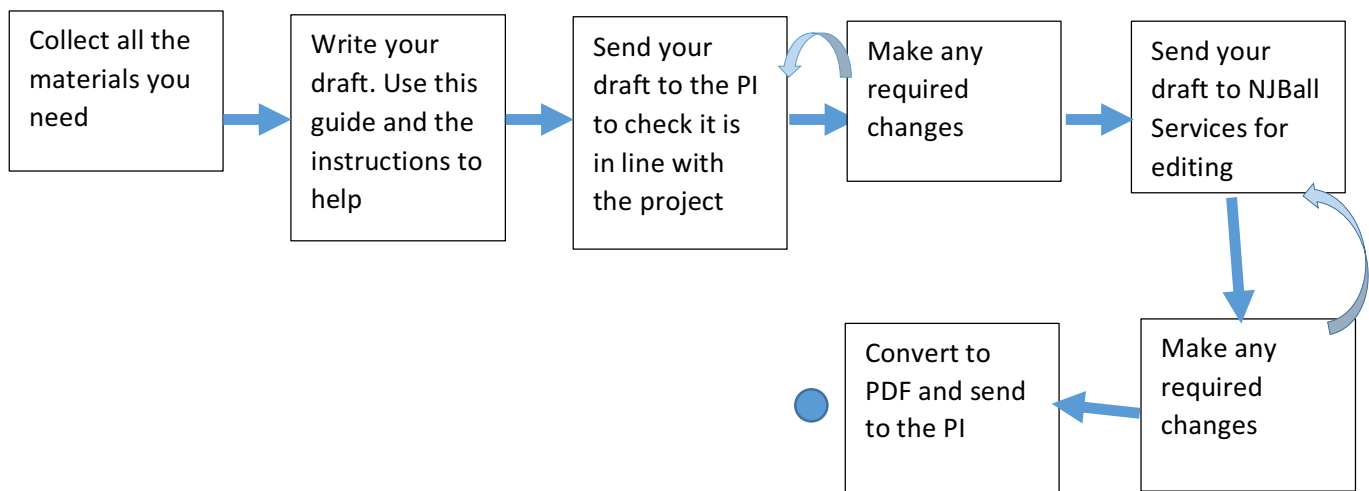 Collect all the
materials you
need
Write your
draft. Use this
guide and the
instructions to
help
Send your
draft to the PI
to check it is
in line with
the project
Make any
required
changes
Send your
draft to NJBall
Services for
editing
Make any
required
changes
Convert to
PDF and send
to the PI